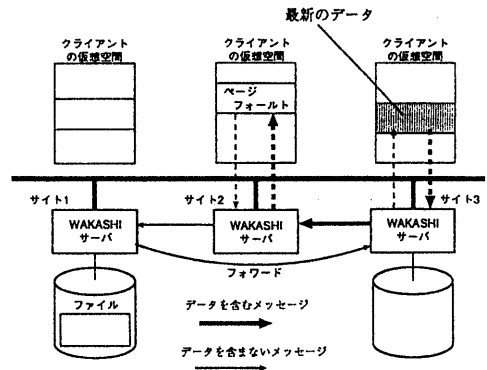 最新のデータ
クライアント
の仮想空間
クライアント
の仮想空間
クライアント
の仮想空間
ページ
フォールト
サイト1
サイト2
サイト3
WAKASHI
サーバ
WAKASHI
サーバ
WAKASHI
サーバ
フォワード
ファイル
データを含むメッセージ
データを含まないメッセージ